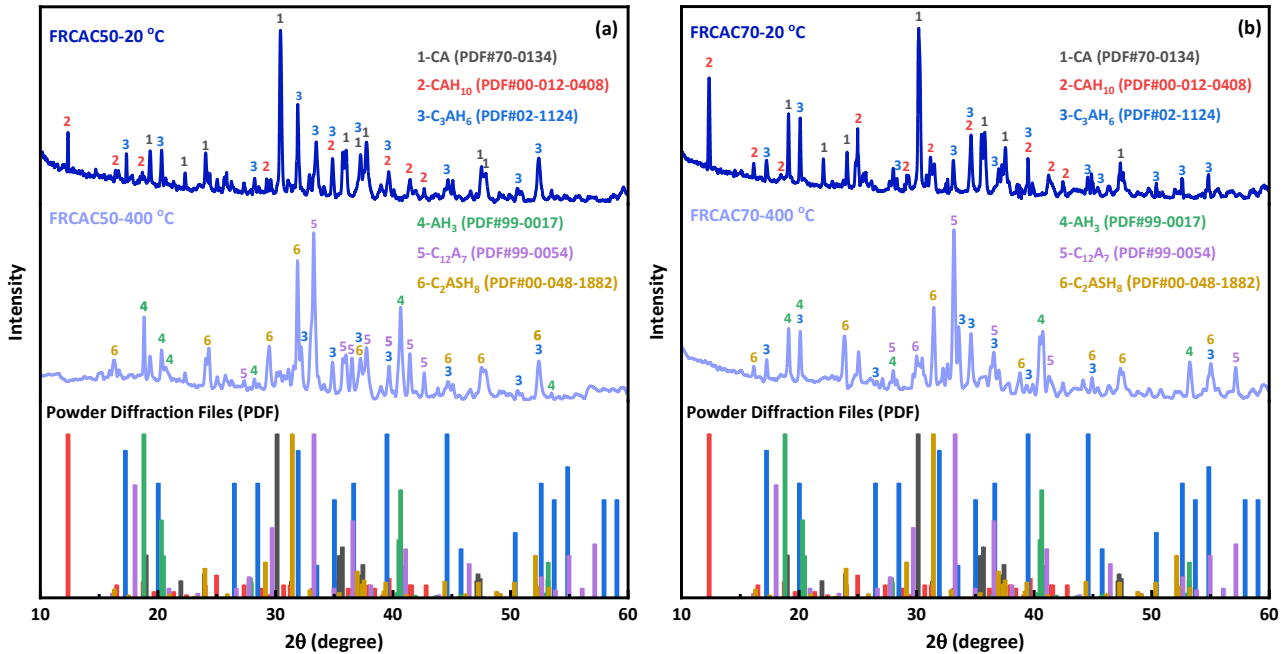 (a)
FRCAC50-20 °C
1-CA (PDF#70-0134)
2-CAH₁₀ (PDF#00-012-0408)
3-C₃AH₆ (PDF#02-1124)
FRCAC50-400 °C
4-AH₃ (PDF#99-0017)
5-C₁₂A₇ (PDF#99-0054)
6-C₂ASH₈ (PDF#00-048-1882)
Powder Diffraction Files (PDF)
Intensity
10 20 30 40 50 60
2θ (degree)
(b)
FRCAC70-20 °C
1-CA (PDF#70-0134)
2-CAH₁₀ (PDF#00-012-0408)
3-C₃AH₆ (PDF#02-1124)
FRCAC70-400 °C
4-AH₃ (PDF#99-0017)
5-C₁₂A₇ (PDF#99-0054)
6-C₂ASH₈ (PDF#00-048-1882)
Powder Diffraction Files (PDF)
Intensity
10 20 30 40 50 60
2θ (degree)